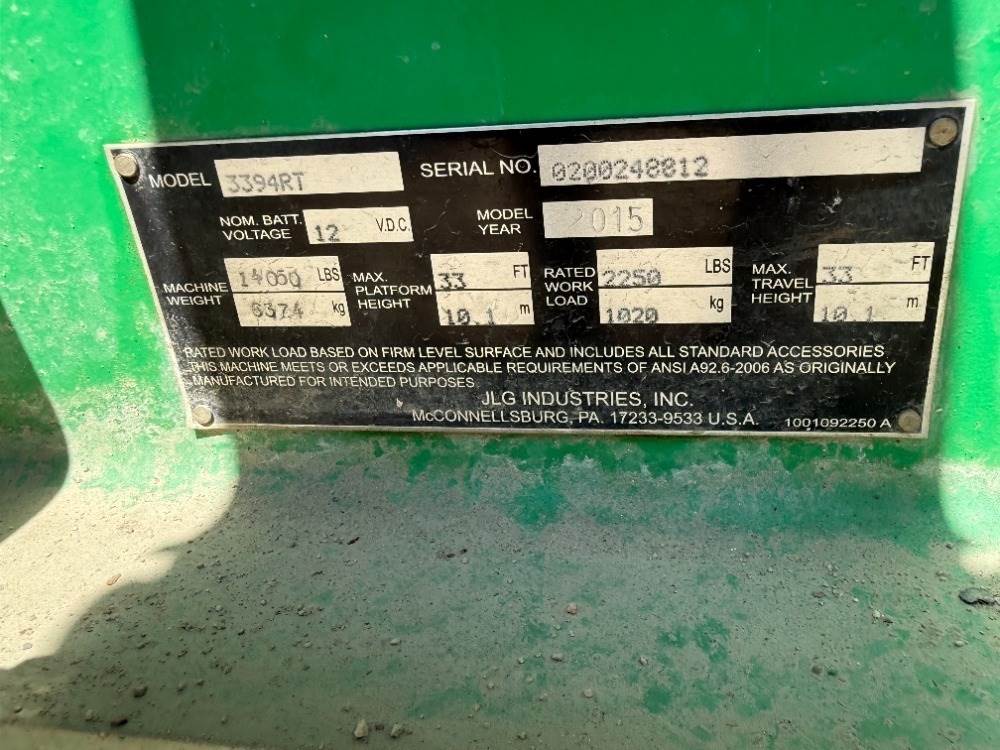 MODEL 3394RT SERIAL NO. 0200248812
NOM. BATT. VOLTAGE 12 V.D.C. MODEL YEAR 2015
MACHINE WEIGHT 14050 LBS 6374 kg MAX. PLATFORM HEIGHT 33 FT 10.1 m RATED WORK LOAD 2250 LBS 1020 kg MAX. TRAVEL HEIGHT 33 FT 10.1 m
RATED WORK LOAD BASED ON FIRM LEVEL SURFACE AND INCLUDES ALL STANDARD ACCESSORIES
THIS MACHINE MEETS OR EXCEEDS APPLICABLE REQUIREMENTS OF ANSI A92.6-2006 AS ORIGINALLY
MANUFACTURED FOR INTENDED PURPOSES.
JLG INDUSTRIES, INC.
McCONNELLSBURG, PA. 17233-9533 U.S.A. 1001092250 A